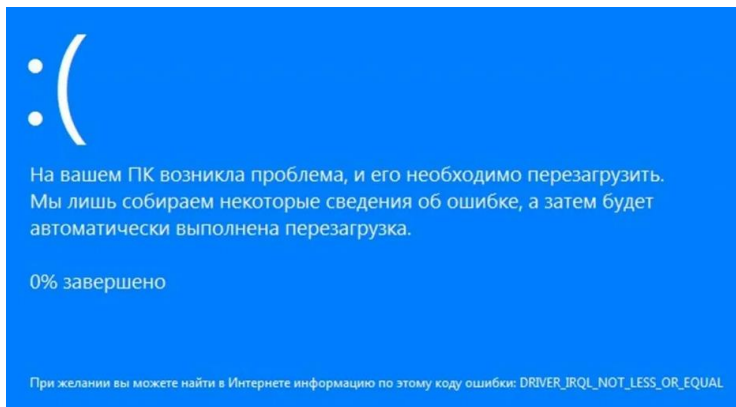 :(
На вашем ПК возникла проблема, и его необходимо перезагрузить.
Мы лишь собираем некоторые сведения об ошибке, а затем будет
автоматически выполнена перезагрузка.
0% завершено
При желании вы можете найти в Интернете информацию по этому коду ошибки: DRIVER_IRQL_NOT_LESS_OR_EQUAL